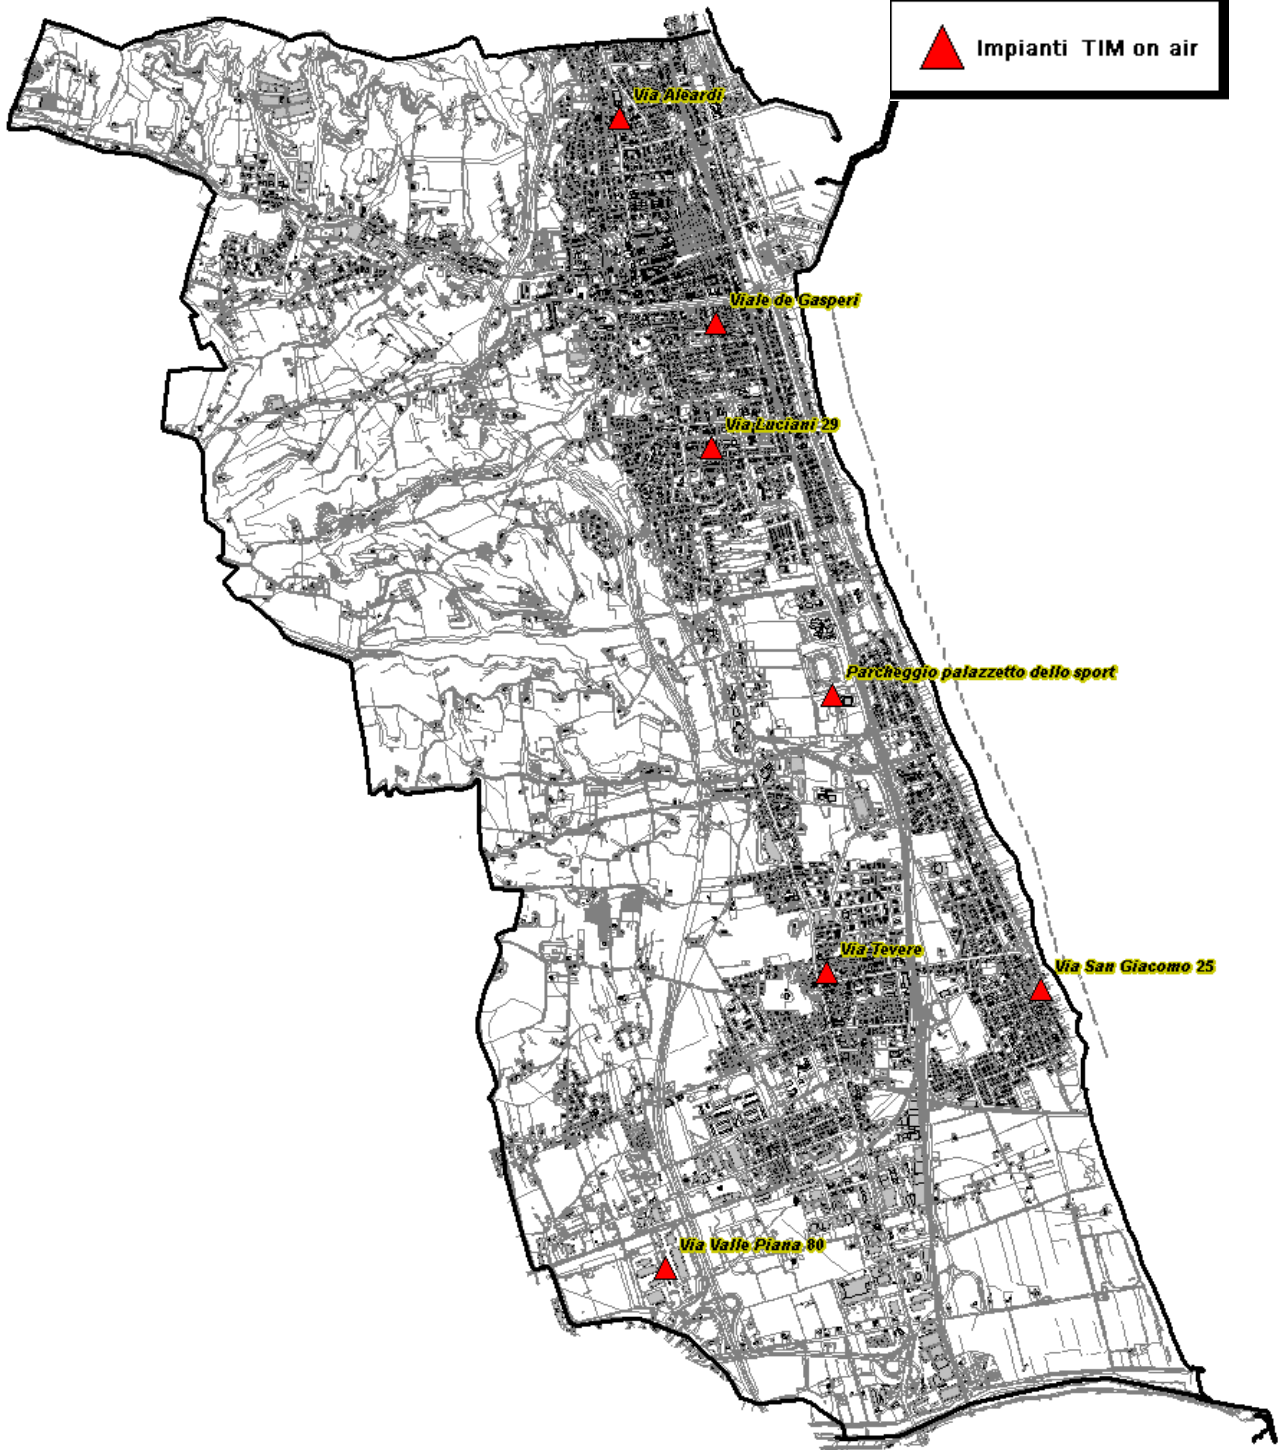 Impianti TIM on air
Via Aleardi
Viale de Gasperi
Via Luciani 29
Parcheggio palazzetto dello sport
Via Tevere
Via San Giacomo 25
Via Valle Piana 80